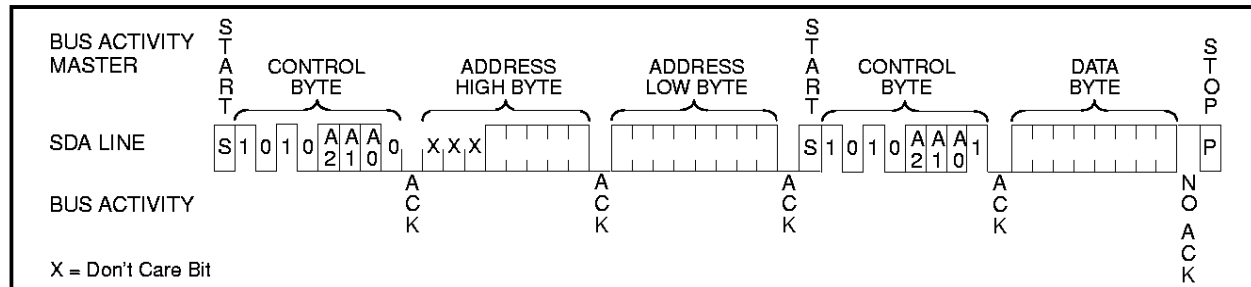 BUS ACTIVITY
MASTER
START
CONTROL
BYTE
ADDRESS
HIGH BYTE
ADDRESS
LOW BYTE
START
CONTROL
BYTE
DATA
BYTE
STOP
SDA LINE
S 1 0 1 0 A2 A1 A0 0 X X X S 1 0 1 0 A2 A1 A0 1 P
BUS ACTIVITY
ACK
ACK
ACK
ACK
NO ACK
X = Don't Care Bit